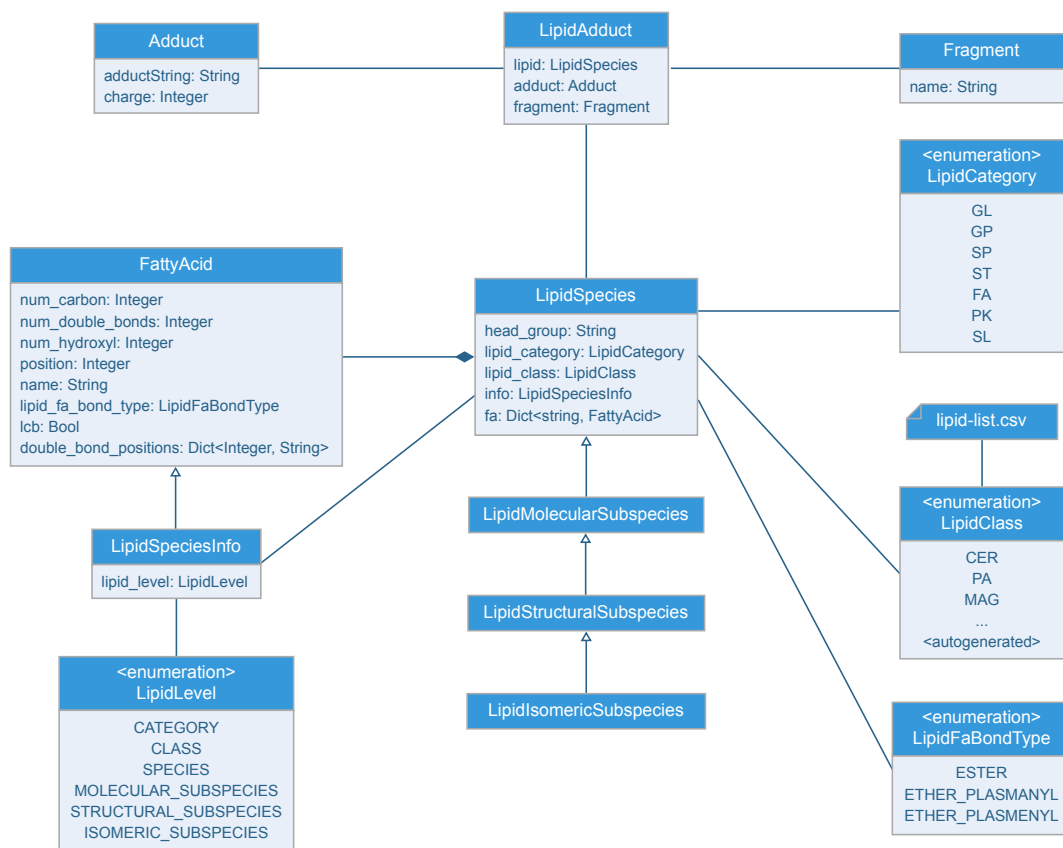 Adduct
adductString: String
charge: Integer
LipidAdduct
lipid: LipidSpecies
adduct: Adduct
fragment: Fragment
Fragment
name: String
<enumeration>
LipidCategory
GL
GP
SP
ST
FA
PK
SL
FattyAcid
num_carbon: Integer
num_double_bonds: Integer
num_hydroxyl: Integer
position: Integer
name: String
lipid_fa_bond_type: LipidFaBondType
lcb: Bool
double_bond_positions: Dict<Integer, String>
LipidSpecies
head_group: String
lipid_category: LipidCategory
lipid_class: LipidClass
info: LipidSpeciesInfo
fa: Dict<string, FattyAcid>
lipid-list.csv
<enumeration>
LipidClass
CER
PA
MAG
...
<autogenerated>
LipidMolecularSubspecies
LipidSpeciesInfo
lipid_level: LipidLevel
LipidStructuralSubspecies
<enumeration>
LipidLevel
CATEGORY
CLASS
SPECIES
MOLECULAR_SUBSPECIES
STRUCTURAL_SUBSPECIES
ISOMERIC_SUBSPECIES
LipidIsomericSubspecies
<enumeration>
LipidFaBondType
ESTER
ETHER_PLASMANYL
ETHER_PLASMENYL